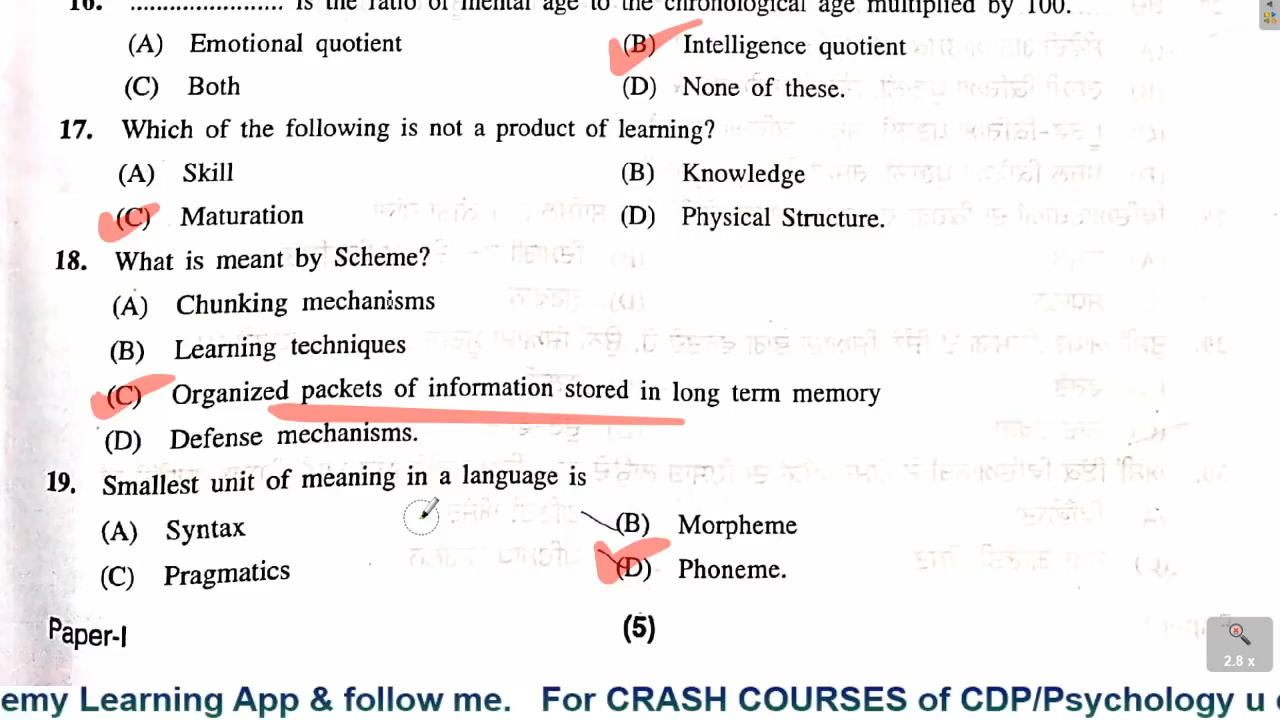 16. ........................ is the ratio of mental age to the chronological age multiplied by 100.
(A) Emotional quotient (B) Intelligence quotient
(C) Both (D) None of these.
17. Which of the following is not a product of learning?
(A) Skill (B) Knowledge
(C) Maturation (D) Physical Structure.
18. What is meant by Scheme?
(A) Chunking mechanisms
(B) Learning techniques
(C) Organized packets of information stored in long term memory
(D) Defense mechanisms.
19. Smallest unit of meaning in a language is
(A) Syntax (B) Morpheme
(C) Pragmatics (D) Phoneme.
Paper-I (5)
2.8 x
emy Learning App & follow me. For CRASH COURSES of CDP/Psychology u